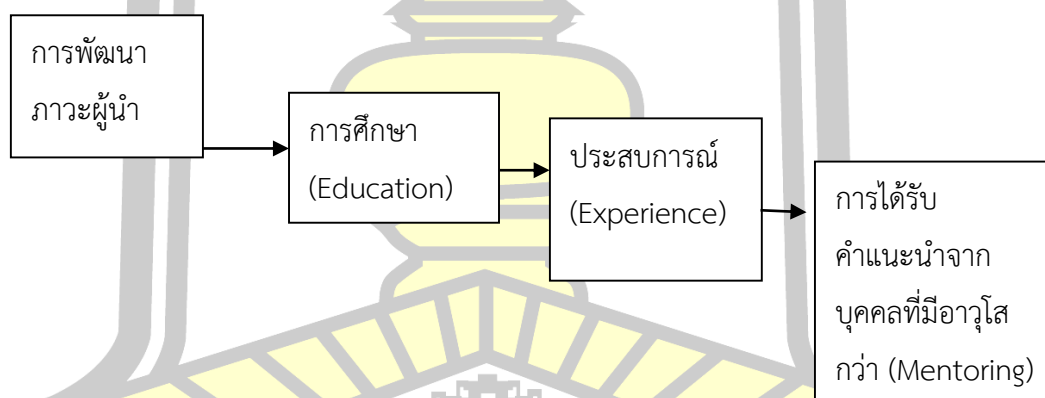 การพัฒนา
ภาวะผู้นำ
การศึกษา
(Education)
ประสบการณ์
(Experience)
การได้รับ
คำแนะนำจาก
บุคคลที่มีอาวุโส
กว่า (Mentoring)